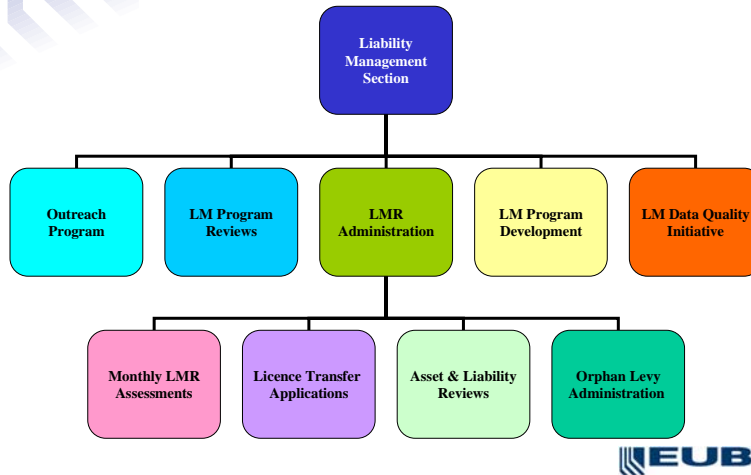 Liability
Management
Section
Outreach
Program
LM Program
Reviews
LMR
Administration
LM Program
Development
LM Data Quality
Initiative
Monthly LMR
Assessments
Licence Transfer
Applications
Asset & Liability
Reviews
Orphan Levy
Administration
EUB